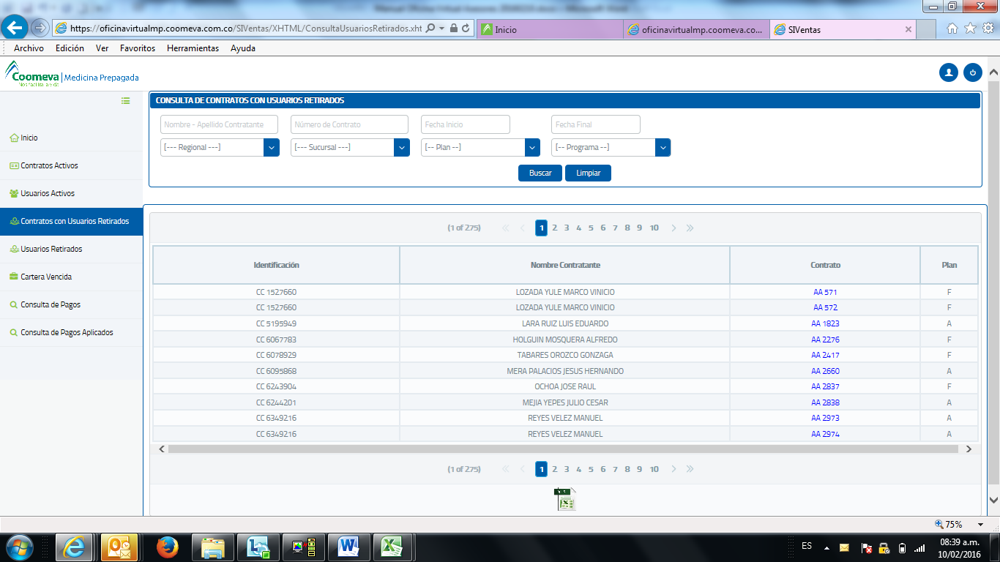 https://oficinavirtualmp.coomeva.com.co/SIVentas/XHTML/ConsultaUsuariosRetirados.xht
Inicio
oficinavirtualmp.coomeva.co...
SIVentas
Archivo Edición Ver Favoritos Herramientas Ayuda
Coomeva | Medicina Prepagada
CONSULTA DE CONTRATOS CON USUARIOS RETIRADOS
Nombre - Apellido Contratante Número de Contrato Fecha Inicio Fecha Final
[--- Regional ---] [--- Sucursal ---] [-- Plan --] [-- Programa --]
Buscar Limpiar
Inicio
Contratos Activos
Usuarios Activos
Contratos con Usuarios Retirados
Usuarios Retirados
Cartera Vencida
Consulta de Pagos
Consulta de Pagos Aplicados
(1 of 275) 1 2 3 4 5 6 7 8 9 10
Identificación Nombre Contratante Contrato Plan
CC 1527660 LOZADA YULE MARCO VINICIO AA 571 F
CC 1527660 LOZADA YULE MARCO VINICIO AA 572 F
CC 5195949 LARA RUIZ LUIS EDUARDO AA 1823 A
CC 6067783 HOLGUIN MOSQUERA ALFREDO AA 2276 F
CC 6078929 TABARES OROZCO GONZAGA AA 2417 F
CC 6095868 MERA PALACIOS JESUS HERNANDO AA 2660 A
CC 6243904 OCHOA JOSE RAUL AA 2837 F
CC 6244201 MEJIA YEPES JULIO CESAR AA 2838 A
CC 6349216 REYES VELEZ MANUEL AA 2973 A
CC 6349216 REYES VELEZ MANUEL AA 2974 A
(1 of 275) 1 2 3 4 5 6 7 8 9 10
75%
ES
08:39 a.m.
10/02/2016